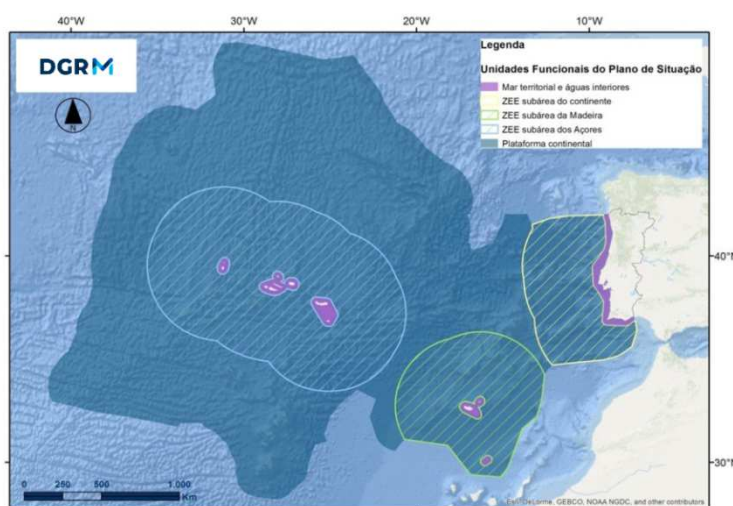 40°W 30°W 20°W 10°W
DGRM
N
Legenda
Unidades Funcionais do Plano de Situação
Mar territorial e águas interiores
ZEE subárea do continente
ZEE subárea da Madeira
ZEE subárea dos Açores
Plataforma continental
40°W
40°N
30°N
30°N
0 250 500 1.000
Km
Esri, DeLorme, GEBCO, NOAA NGDC, and other contributors